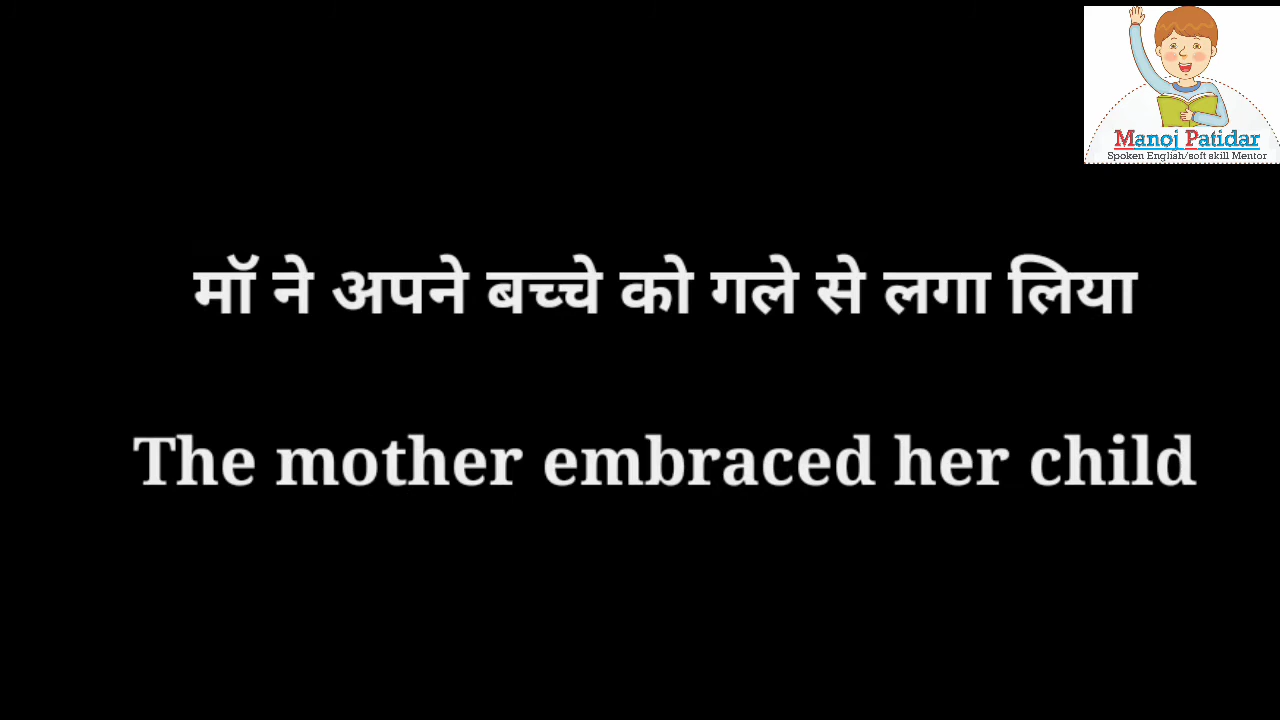 Manoj Patidar
Spoken English/soft skill Mentor
मॉ ने अपने बच्चे को गले से लगा लिया
The mother embraced her child